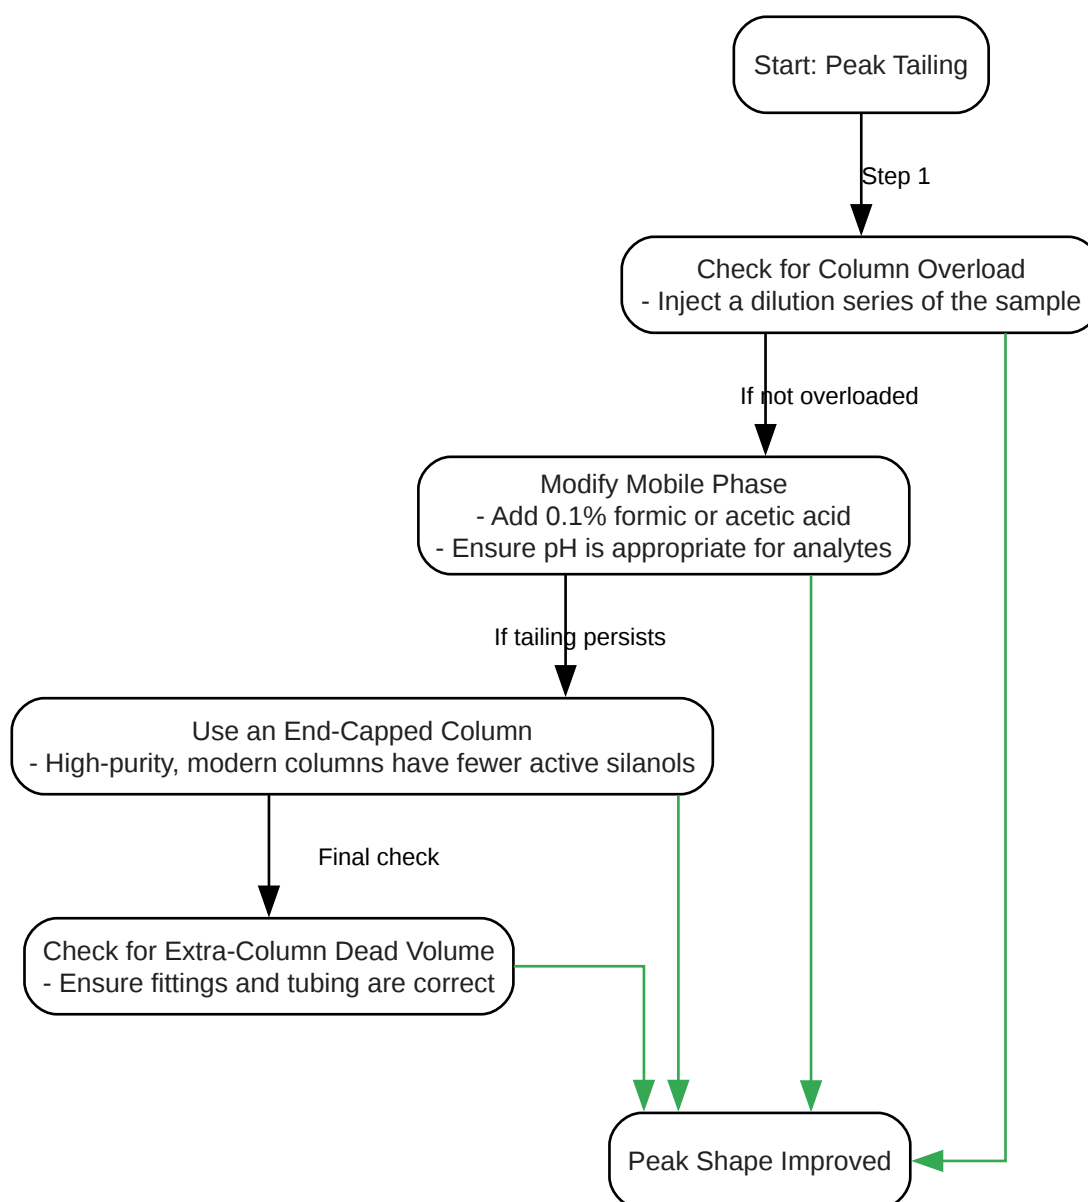 Start: Peak Tailing
Step 1
Check for Column Overload
- Inject a dilution series of the sample
If not overloaded
Modify Mobile Phase
- Add 0.1% formic or acetic acid
- Ensure pH is appropriate for analytes
If tailing persists
Use an End-Capped Column
- High-purity, modern columns have fewer active silanols
Final check
Check for Extra-Column Dead Volume
- Ensure fittings and tubing are correct
Peak Shape Improved